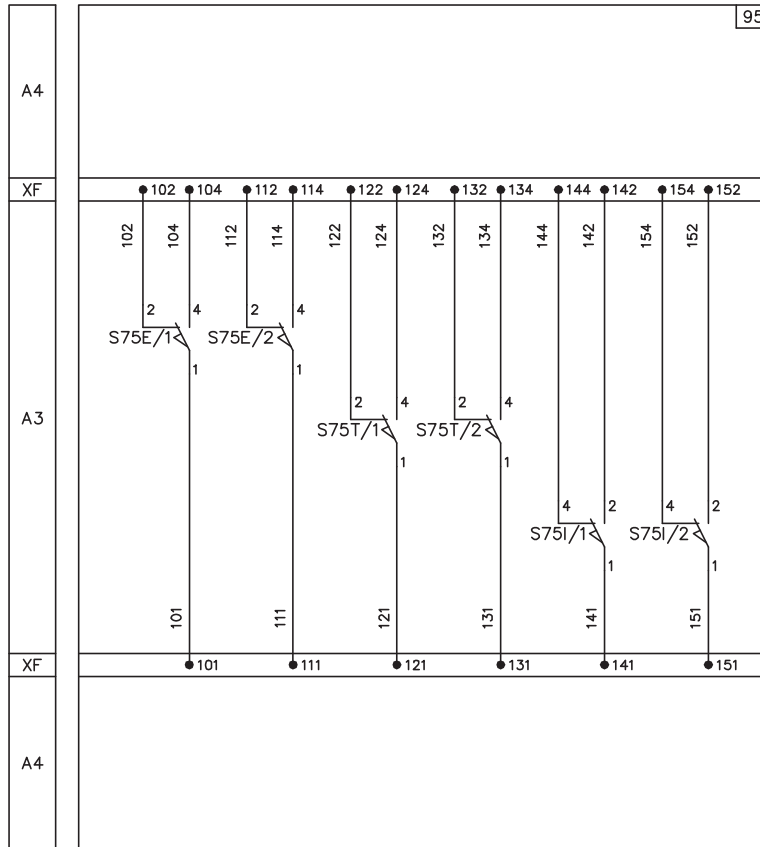 95
A4
XF 102 104 112 114 122 124 132 134 144 142 154 152
102 104 112 114 122 124 132 134 144 142 154 152
2 4 2 4
S75E/1 S75E/2
1 1
A3
2 4 2 4
S75T/1 S75T/2
1 1
4 2 4 2
S75I/1 S75I/2
1 1
101 111 121 131 141 151
XF 101 111 121 131 141 151
A4